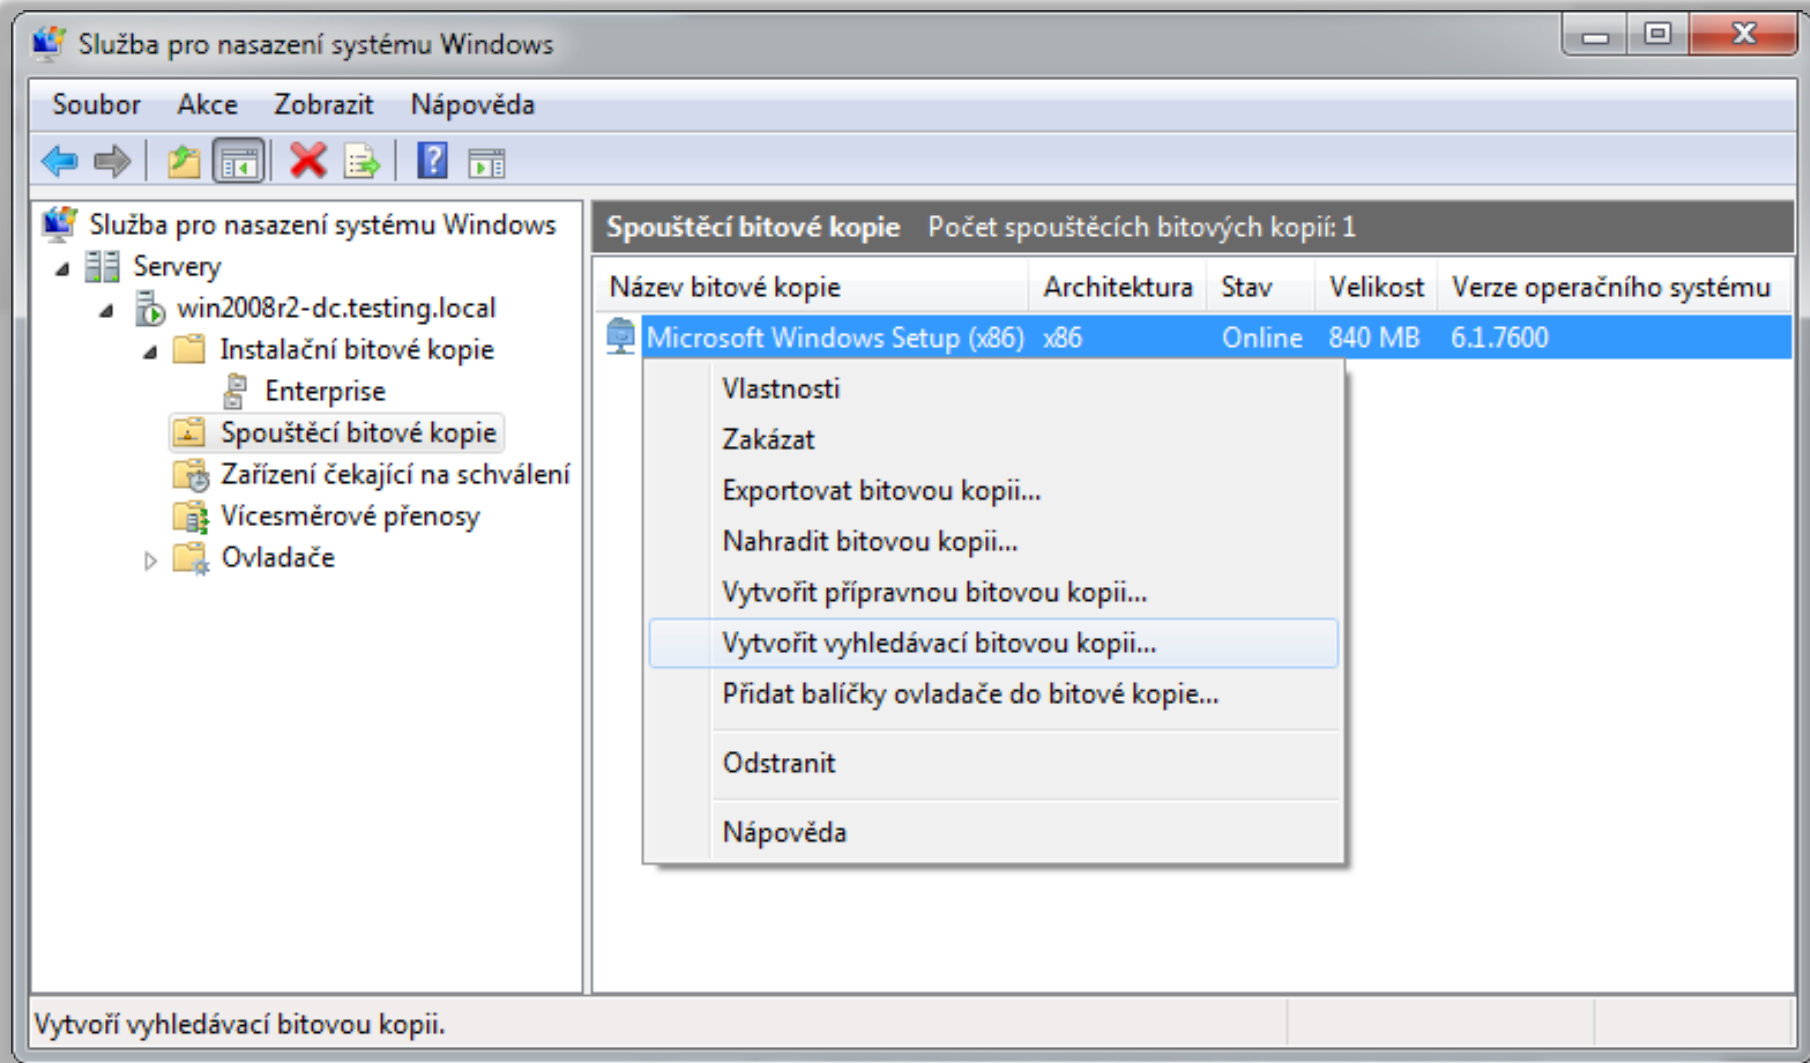 Služba pro nasazení systému Windows
Soubor Akce Zobrazit Nápověda
Služba pro nasazení systému Windows
Servery
win2008r2-dc.testing.local
Instalační bitové kopie
Enterprise
Spouštěcí bitové kopie
Zařízení čekající na schválení
Vícesměrové přenosy
Ovladače
Spouštěcí bitové kopie Počet spouštěcích bitových kopií: 1
Název bitové kopie Architektura Stav Velikost Verze operačního systému
Microsoft Windows Setup (x86) x86 Online 840 MB 6.1.7600
Vlastnosti
Zakázat
Exportovat bitovou kopii...
Nahradit bitovou kopii...
Vytvořit přípravnou bitovou kopii...
Vytvořit vyhledávací bitovou kopii...
Přidat balíčky ovladače do bitové kopie...
Odstranit
Nápověda
Vytvoří vyhledávací bitovou kopii.